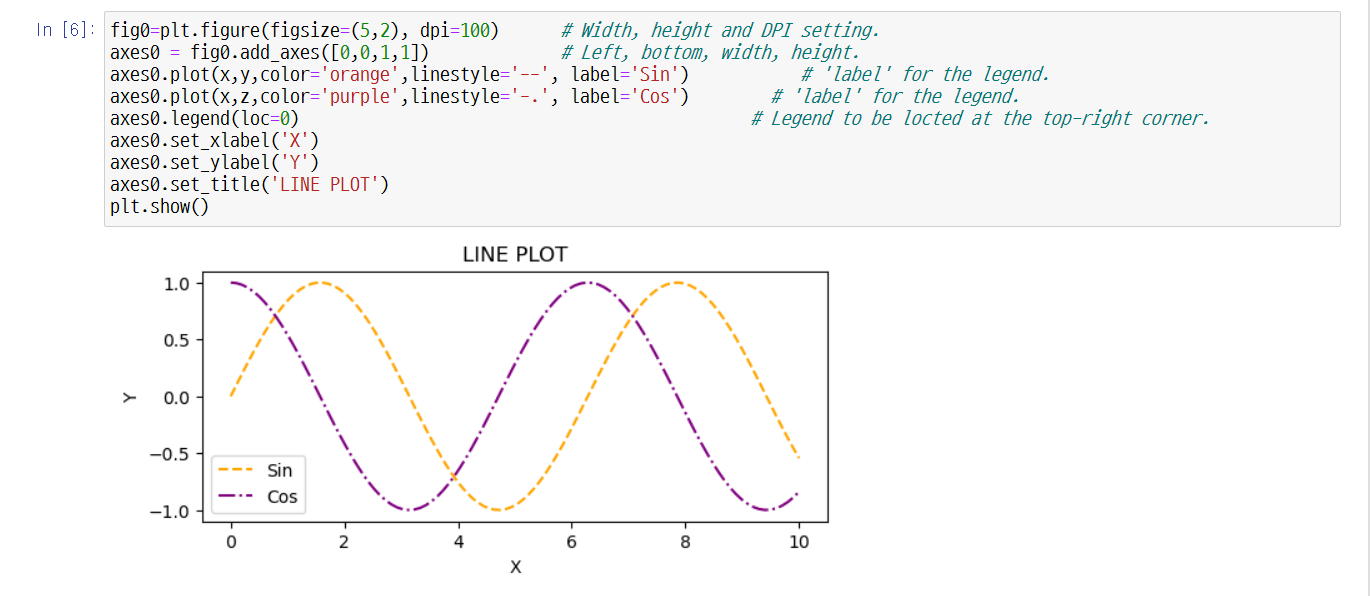 In [6]:
fig0=plt.figure(figsize=(5,2), dpi=100) # Width, height and DPI setting.
axes0 = fig0.add_axes([0,0,1,1]) # Left, bottom, width, height.
axes0.plot(x,y,color='orange',linestyle='--', label='Sin') # 'label' for the legend.
axes0.plot(x,z,color='purple',linestyle='-.', label='Cos') # 'label' for the legend.
axes0.legend(loc=0) # Legend to be locted at the top-right corner.
axes0.set_xlabel('X')
axes0.set_ylabel('Y')
axes0.set_title('LINE PLOT')
plt.show()
LINE PLOT
1.0
0.5
0.0
−0.5
−1.0
Y
Sin
Cos
0 2 4 6 8 10
X